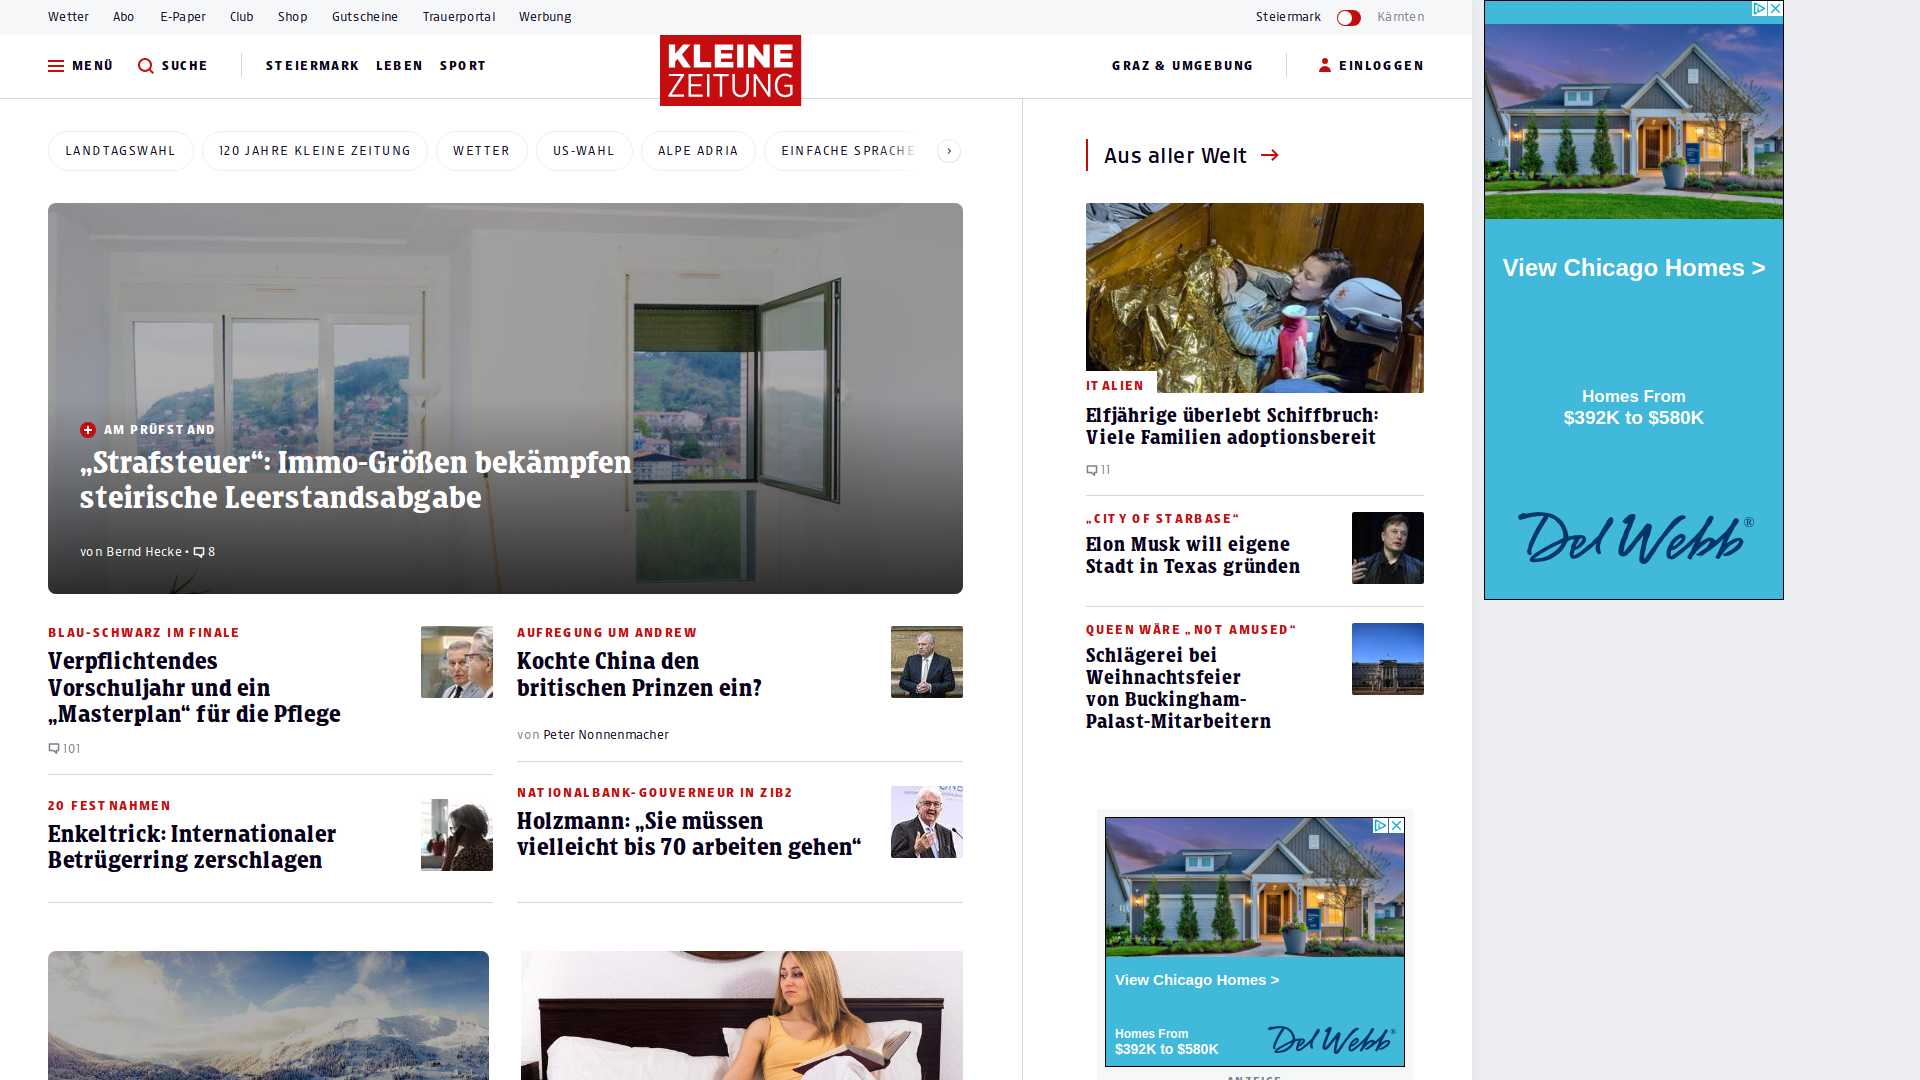 Wetter Abo E-Paper Club Shop Gutscheine Trauerportal Werbung Steiermark Kärnten
MENÜ SUCHE STEIERMARK LEBEN SPORT KLEINE ZEITUNG GRAZ & UMGEBUNG EINLOGGEN
LANDTAGSWAHL 120 JAHRE KLEINE ZEITUNG WETTER US-WAHL ALPE ADRIA EINFACHE SPRACHE
AM PRÜFSTAND
„Strafsteuer“: Immo-Größen bekämpfen
steirische Leerstandsabgabe
von Bernd Hecke • 8
BLAU-SCHWARZ IM FINALE
Verpflichtendes
Vorschuljahr und ein
„Masterplan“ für die Pflege
101
20 FESTNAHMEN
Enkeltrick: Internationaler
Betrügerring zerschlagen
AUFREGUNG UM ANDREW
Kochte China den
britischen Prinzen ein?
von Peter Nonnenmacher
NATIONALBANK-GOUVERNEUR IN ZIB2
Holzmann: „Sie müssen
vielleicht bis 70 arbeiten gehen“
Aus aller Welt
ITALIEN
Elfjährige überlebt Schiffbruch:
Viele Familien adoptionsbereit
11
„CITY OF STARBASE“
Elon Musk will eigene
Stadt in Texas gründen
QUEEN WÄRE „NOT AMUSED“
Schlägerei bei
Weihnachtsfeier
von Buckingham-
Palast-Mitarbeitern
View Chicago Homes >
Homes From
$392K to $580K
Del Webb®
ANZEIGE
View Chicago Homes >
Homes From
$392K to $580K
Del Webb®